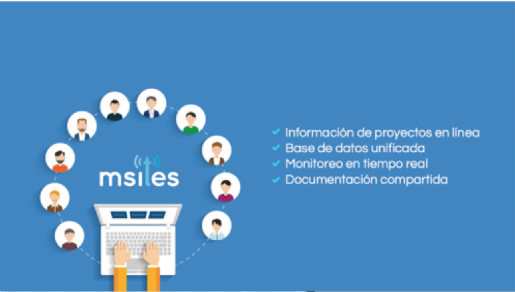 msites
Información de proyectos en línea
Base de datos unificada
Monitoreo en tiempo real
Documentación compartida